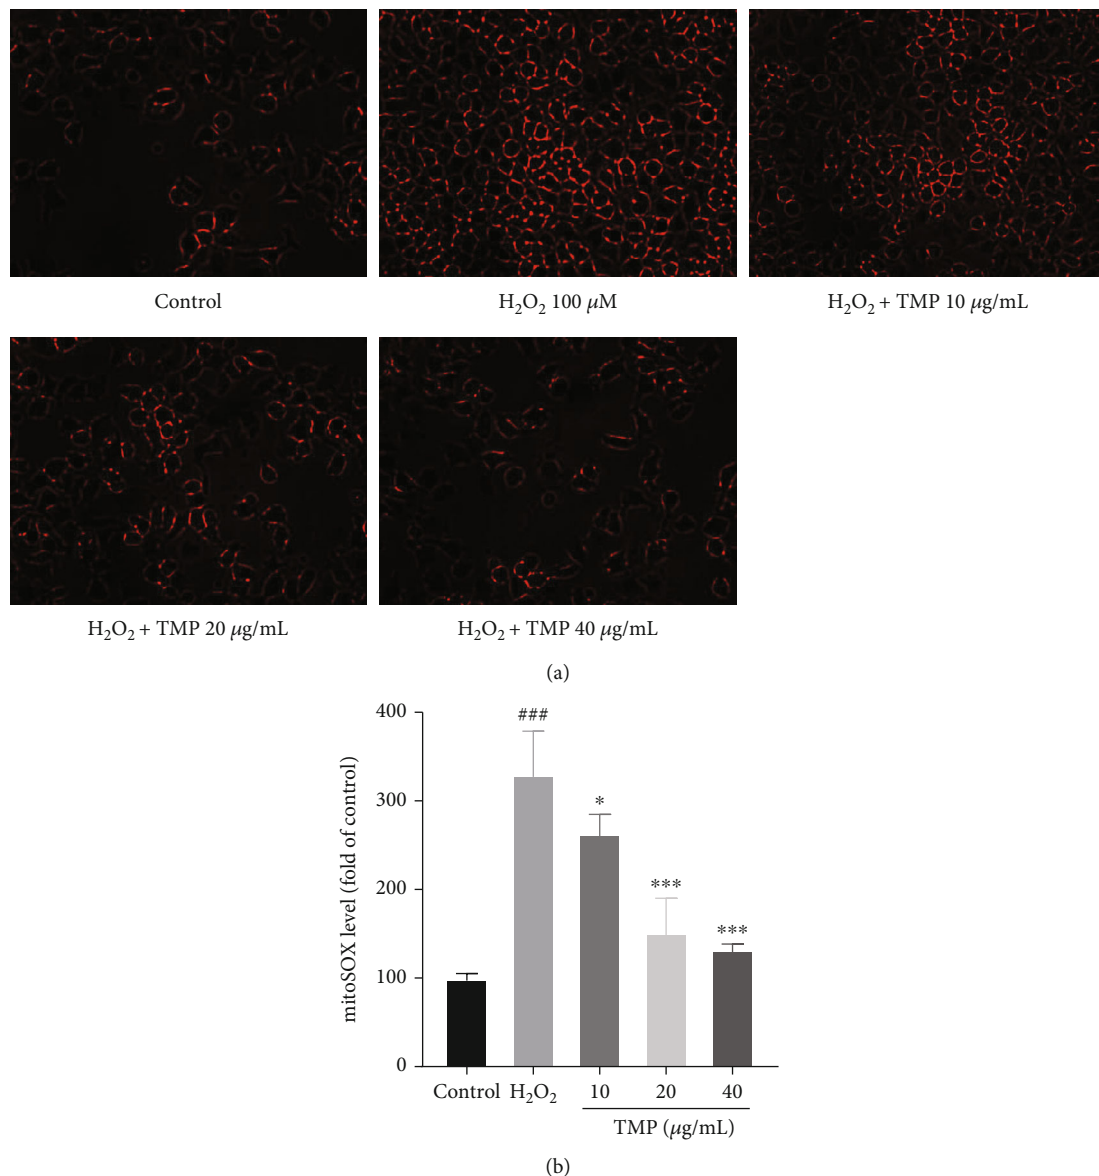 Control
H₂O₂ 100 μM
H₂O₂ + TMP 10 μg/mL
H₂O₂ + TMP 20 μg/mL
H₂O₂ + TMP 40 μg/mL
(a)
mitoSOX level (fold of control)
400
300
200
100
0
###
*
***
***
Control
H₂O₂
10
20
40
TMP (μg/mL)
(b)